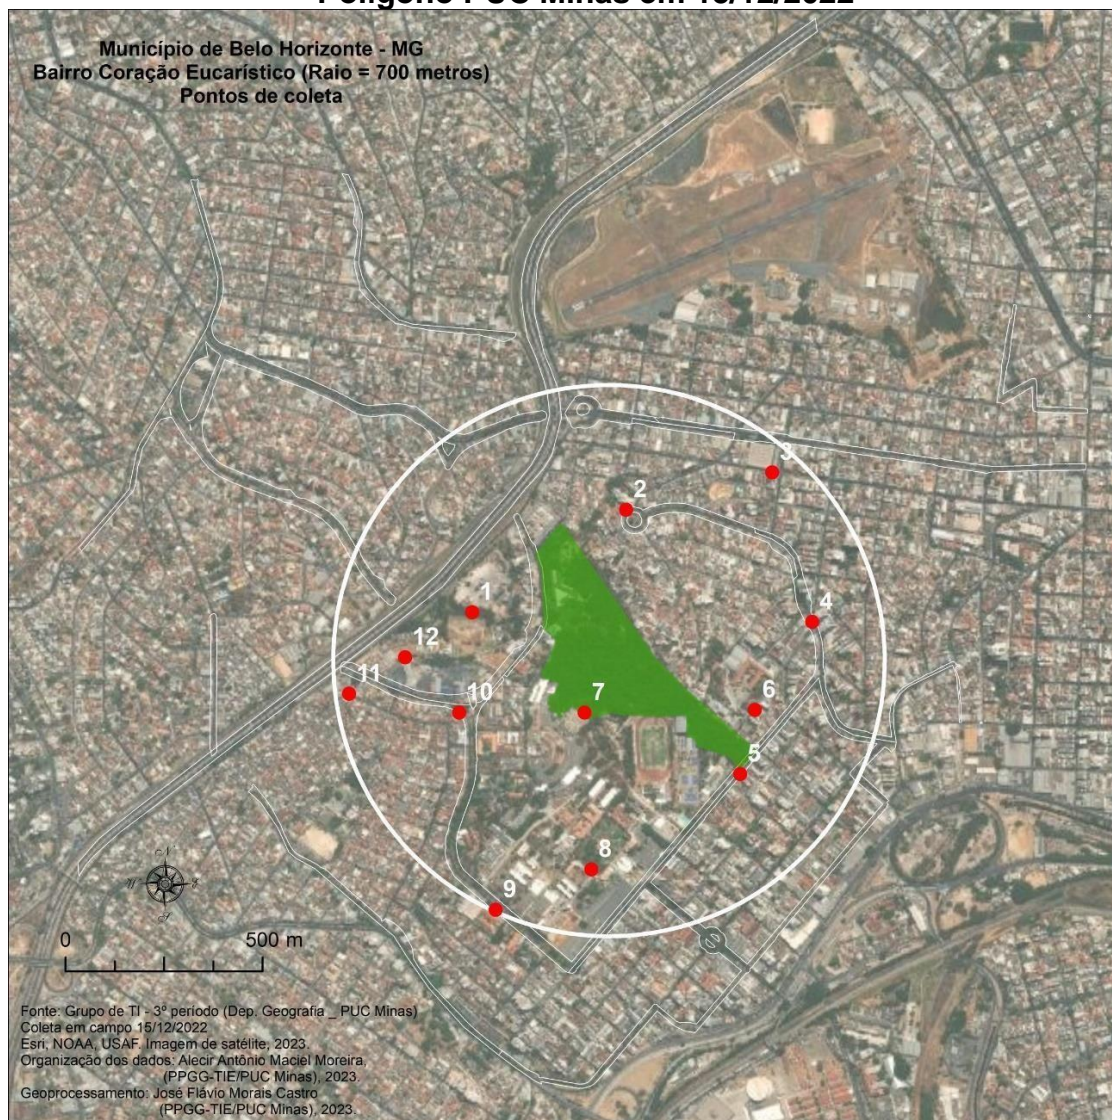 Polígono PUC Minas em 15/12/2022
Município de Belo Horizonte - MG
Bairro Coração Eucarístico (Raio = 700 metros)
Pontos de coleta
3
2
1
4
12
11
10
7
6
5
8
9
0 500 m
Fonte: Grupo de TI - 3º período (Dep. Geografia _ PUC Minas)
Coleta em campo 15/12/2022
Esri, NOAA, USAF. Imagem de satélite, 2023.
Organização dos dados: Alecir Antônio Maciel Moreira,
(PPGG-TIE/PUC Minas), 2023.
Geoprocessamento: José Flávio Morais Castro
(PPGG-TIE/PUC Minas), 2023.